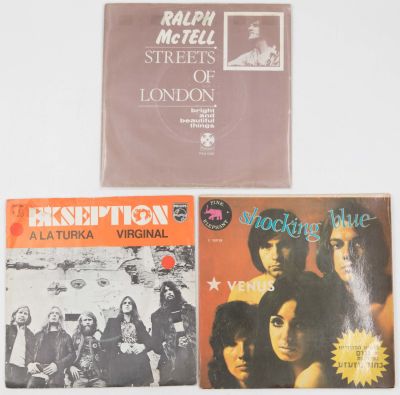 RALPH
McTELL
STREETS
OF
LONDON
bright
and
beautiful
things
EKSEPTION
PHILIPS
A LA TURKA VIRGINAL
PINK
ELEPHANT
shocking blue
★ VENUS